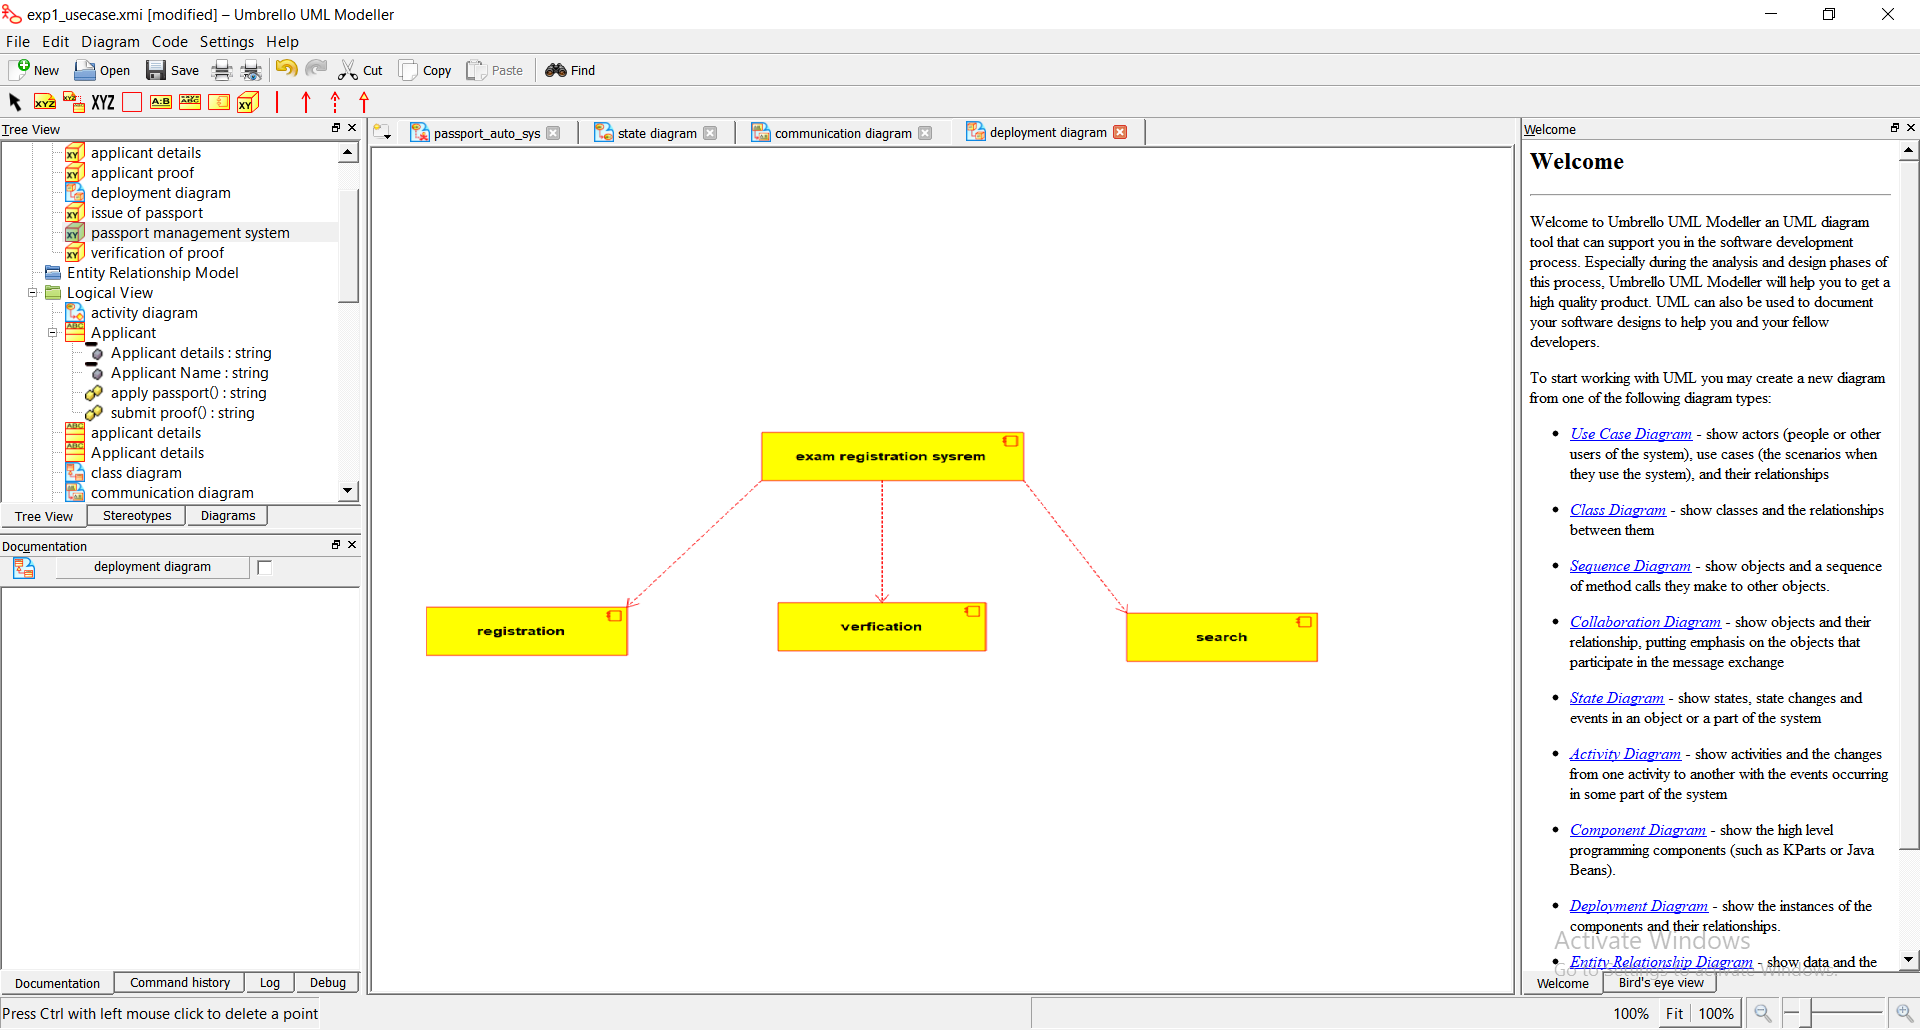 exp1_usecase.xmi [modified] – Umbrello UML Modeller
File Edit Diagram Code Settings Help
New Open Save Cut Copy Paste Find
XYZ XYZ XYZ A:B ABC XY
Tree View
applicant details
applicant proof
deployment diagram
issue of passport
passport management system
verification of proof
Entity Relationship Model
Logical View
activity diagram
Applicant
Applicant details : string
Applicant Name : string
apply passport() : string
submit proof() : string
applicant details
Applicant details
class diagram
communication diagram
Tree View Stereotypes Diagrams
Documentation
deployment diagram
Documentation Command history Log Debug
Press Ctrl with left mouse click to delete a point
passport_auto_sys state diagram communication diagram deployment diagram
exam registration sysrem
registration
verfication
search
Welcome
Welcome
Welcome to Umbrello UML Modeller an UML diagram
tool that can support you in the software development
process. Especially during the analysis and design phases of
this process, Umbrello UML Modeller will help you to get a
high quality product. UML can also be used to document
your software designs to help you and your fellow
developers.
To start working with UML you may create a new diagram
from one of the following diagram types:
• Use Case Diagram - show actors (people or other
users of the system), use cases (the scenarios when
they use the system), and their relationships
• Class Diagram - show classes and the relationships
between them
• Sequence Diagram - show objects and a sequence
of method calls they make to other objects.
• Collaboration Diagram - show objects and their
relationship, putting emphasis on the objects that
participate in the message exchange
• State Diagram - show states, state changes and
events in an object or a part of the system
• Activity Diagram - show activities and the changes
from one activity to another with the events occurring
in some part of the system
• Component Diagram - show the high level
programming components (such as KParts or Java
Beans).
• Deployment Diagram - show the instances of the
components and their relationships.
Activate Windows
• Entity-Relationship Diagram - show data and the
Go to Settings to activate Windows.
Welcome Bird's eye view
100% Fit 100%